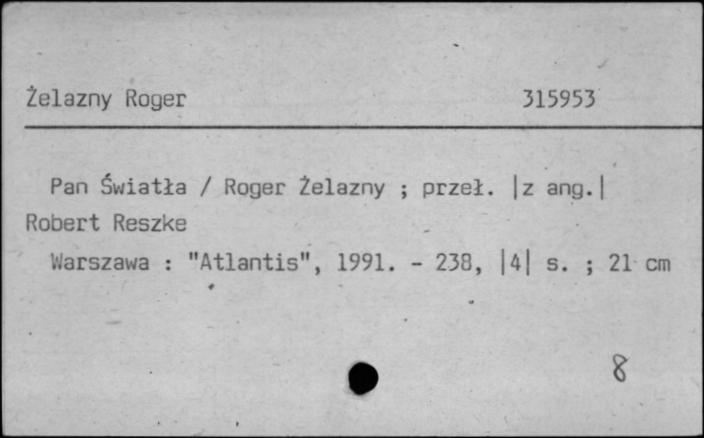 Żelazny Roger 315953
Pan Światła / Roger Żelazny ; przeł. |z ang.|
Robert Reszke
Warszawa : "Atlantis", 1991. - 238, |4| s. ; 21 cm
8